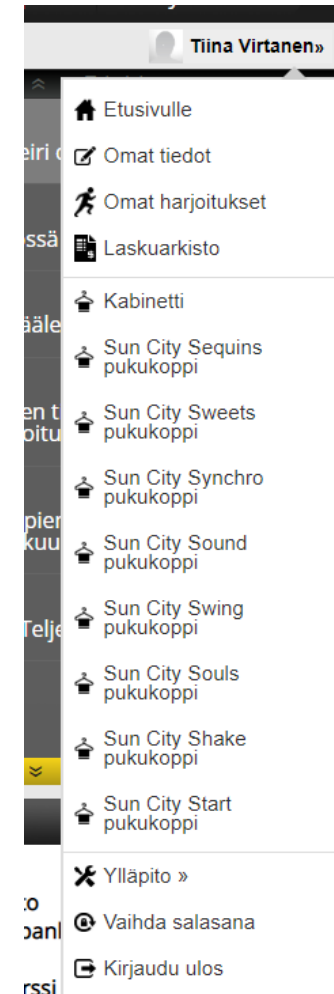 Tiina Virtanen»
Etusivulle
Omat tiedot
Omat harjoitukset
Laskuarkisto
Kabinetti
Sun City Sequins
pukukoppi
Sun City Sweets
pukukoppi
Sun City Synchro
pukukoppi
Sun City Sound
pukukoppi
Sun City Swing
pukukoppi
Sun City Souls
pukukoppi
Sun City Shake
pukukoppi
Sun City Start
pukukoppi
Ylläpito »
Vaihda salasana
Kirjaudu ulos